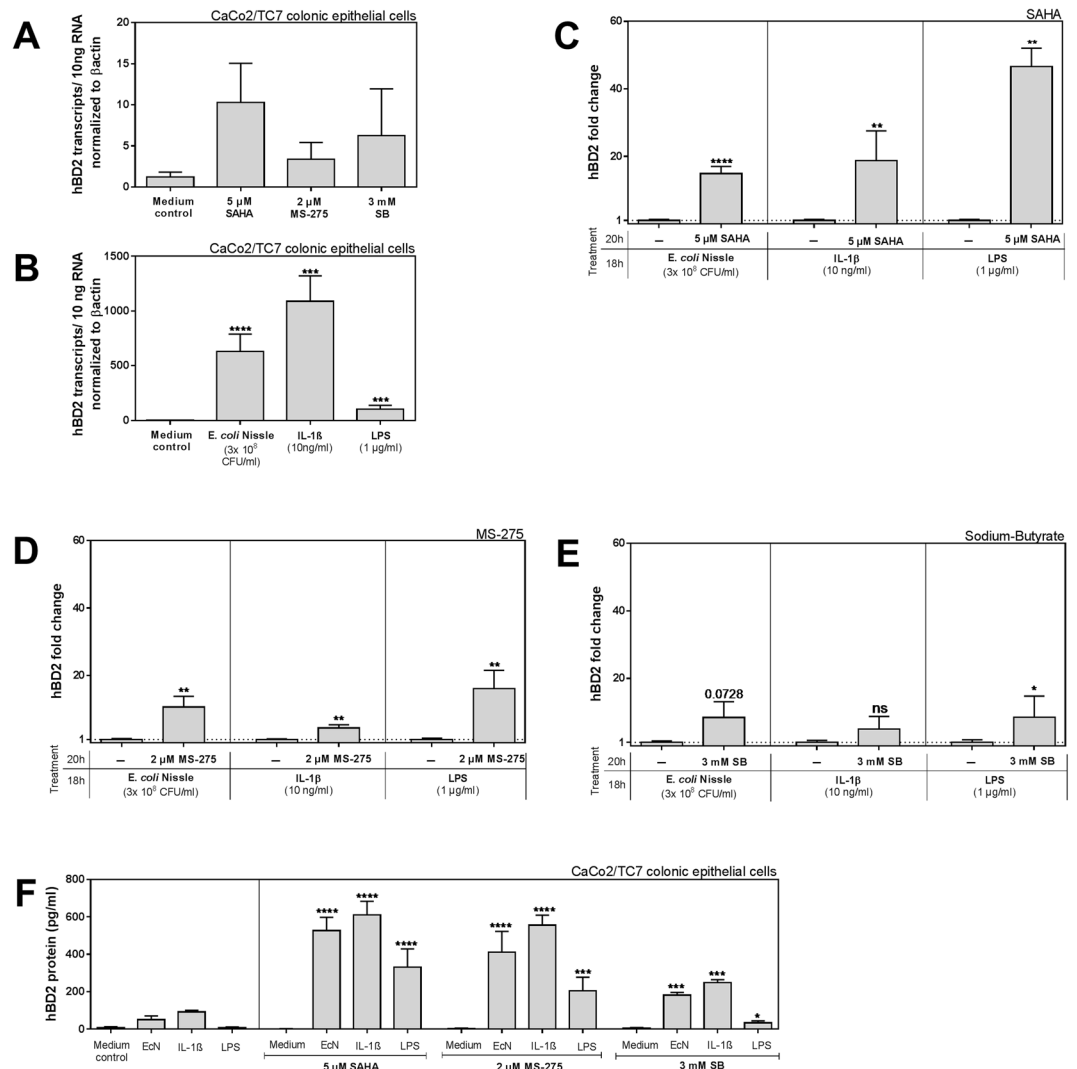 A
CaCo2/TC7 colonic epithelial cells
hBD2 transcripts/ 10ng RNA
normalized to βactin
20
15
10
5
0
Medium
control
5 µM
SAHA
2 µM
MS-275
3 mM
SB
B
CaCo2/TC7 colonic epithelial cells
hBD2 transcripts/ 10 ng RNA
normalized to βactin
1500
1000
500
0
****
***
***
Medium
control
E. coli Nissle
(3x 10⁸
CFU/ml)
IL-1ß
(10ng/ml)
LPS
(1 µg/ml)
C
SAHA
hBD2 fold change
60
40
20
1
****
**
**
Treatment
20h
– 5 µM SAHA – 5 µM SAHA – 5 µM SAHA
18h
E. coli Nissle
(3x 10⁸ CFU/ml)
IL-1β
(10 ng/ml)
LPS
(1 µg/ml)
D
MS-275
hBD2 fold change
60
40
20
1
**
**
**
Treatment
20h
– 2 µM MS-275 – 2 µM MS-275 – 2 µM MS-275
18h
E. coli Nissle
(3x 10⁸ CFU/ml)
IL-1β
(10 ng/ml)
LPS
(1 µg/ml)
E
Sodium-Butyrate
hBD2 fold change
60
40
20
1
0.0728
ns
*
Treatment
20h
– 3 mM SB – 3 mM SB – 3 mM SB
18h
E. coli Nissle
(3x 10⁸ CFU/ml)
IL-1β
(10 ng/ml)
LPS
(1 µg/ml)
F
CaCo2/TC7 colonic epithelial cells
hBD2 protein (pg/ml)
800
600
400
200
0
****
****
****
****
****
***
***
***
*
Medium
control
EcN
IL-1ß
LPS
Medium
EcN
IL-1ß
LPS
5 µM SAHA
Medium
EcN
IL-1ß
LPS
2 µM MS-275
Medium
EcN
IL-1ß
LPS
3 mM SB